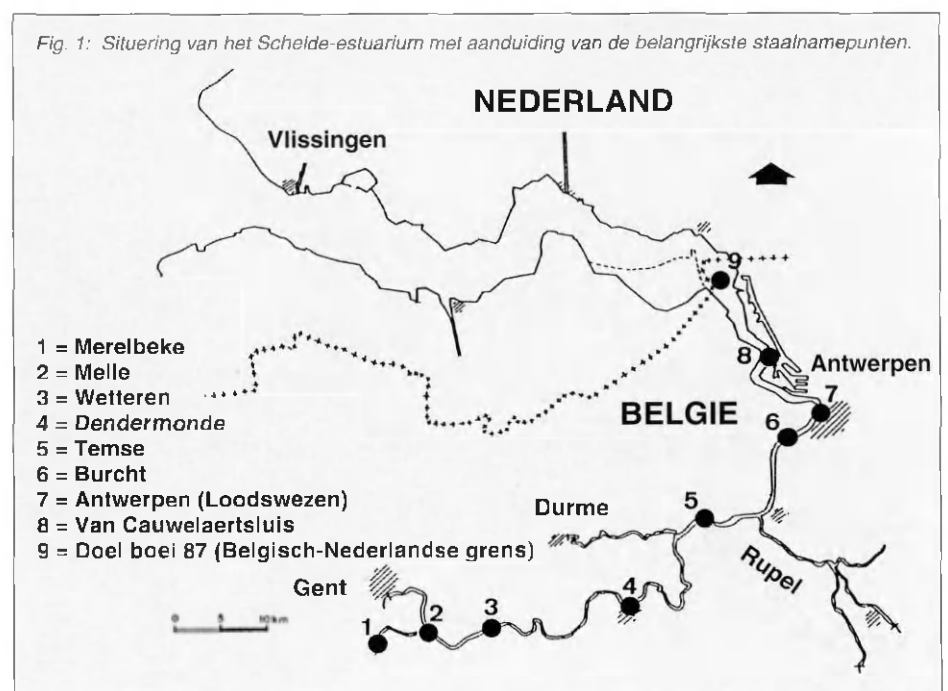 Fig. 1: Situering van het Schelde-estuarium met aanduiding van de belangrijkste staalnamepunten.
NEDERLAND
Vlissingen
9
1 = Merelbeke
2 = Melle
3 = Wetteren
4 = Dendermonde
5 = Temse
6 = Burcht
7 = Antwerpen (Loodswezen)
8 = Van Cauwelaertsluis
9 = Doel boei 87 (Belgisch-Nederlandse grens)
8
Antwerpen
7
BELGIE
6
5
Durme
Rupel
Gent
4
3
2
1
0 5 10 km